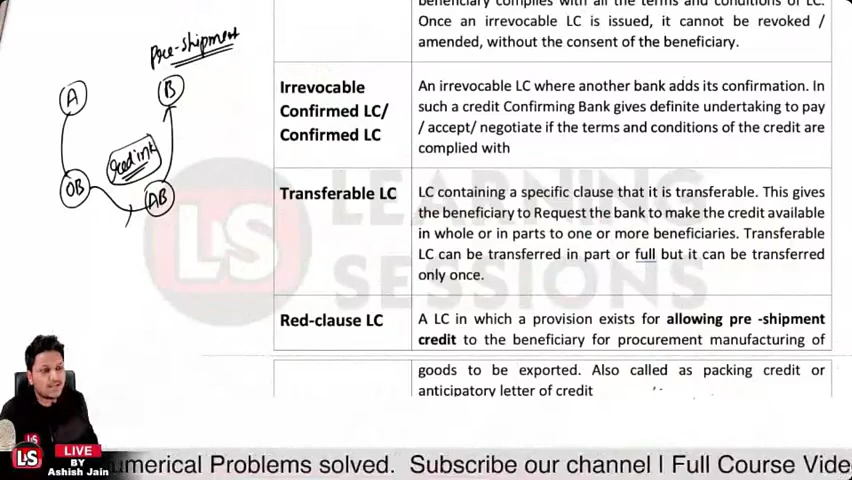 beneficiary complies with all the terms and conditions of LC.
Once an irrevocable LC is issued, it cannot be revoked /
amended, without the consent of the beneficiary.
Pre-shipment
A
B
Red ink
OB
AB
Irrevocable
Confirmed LC/
Confirmed LC
An irrevocable LC where another bank adds its confirmation. In
such a credit Confirming Bank gives definite undertaking to pay
/ accept/ negotiate if the terms and conditions of the credit are
complied with
Transferable LC
LC containing a specific clause that it is transferable. This gives
the beneficiary to Request the bank to make the credit available
in whole or in parts to one or more beneficiaries. Transferable
LC can be transferred in part or full but it can be transferred
only once.
Red-clause LC
A LC in which a provision exists for allowing pre -shipment
credit to the beneficiary for procurement manufacturing of
goods to be exported. Also called as packing credit or
anticipatory letter of credit
LS
LEARNING
SESSIONS
LS
LS
LIVE
BY
Ashish Jain
umerical Problems solved. Subscribe our channel I Full Course Vide